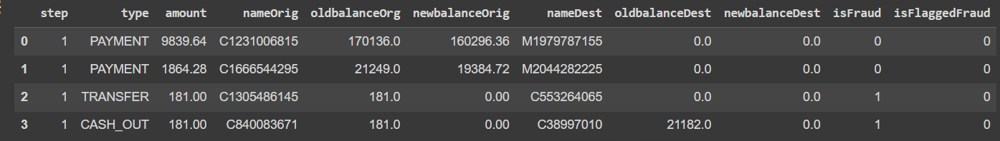 step type amount nameOrig oldbalanceOrg newbalanceOrig nameDest oldbalanceDest newbalanceDest isFraud isFlaggedFraud
0 1 PAYMENT 9839.64 C1231006815 170136.0 160296.36 M1979787155 0.0 0.0 0 0
1 1 PAYMENT 1864.28 C1666544295 21249.0 19384.72 M2044282225 0.0 0.0 0 0
2 1 TRANSFER 181.00 C1305486145 181.0 0.00 C553264065 0.0 0.0 1 0
3 1 CASH_OUT 181.00 C840083671 181.0 0.00 C38997010 21182.0 0.0 1 0